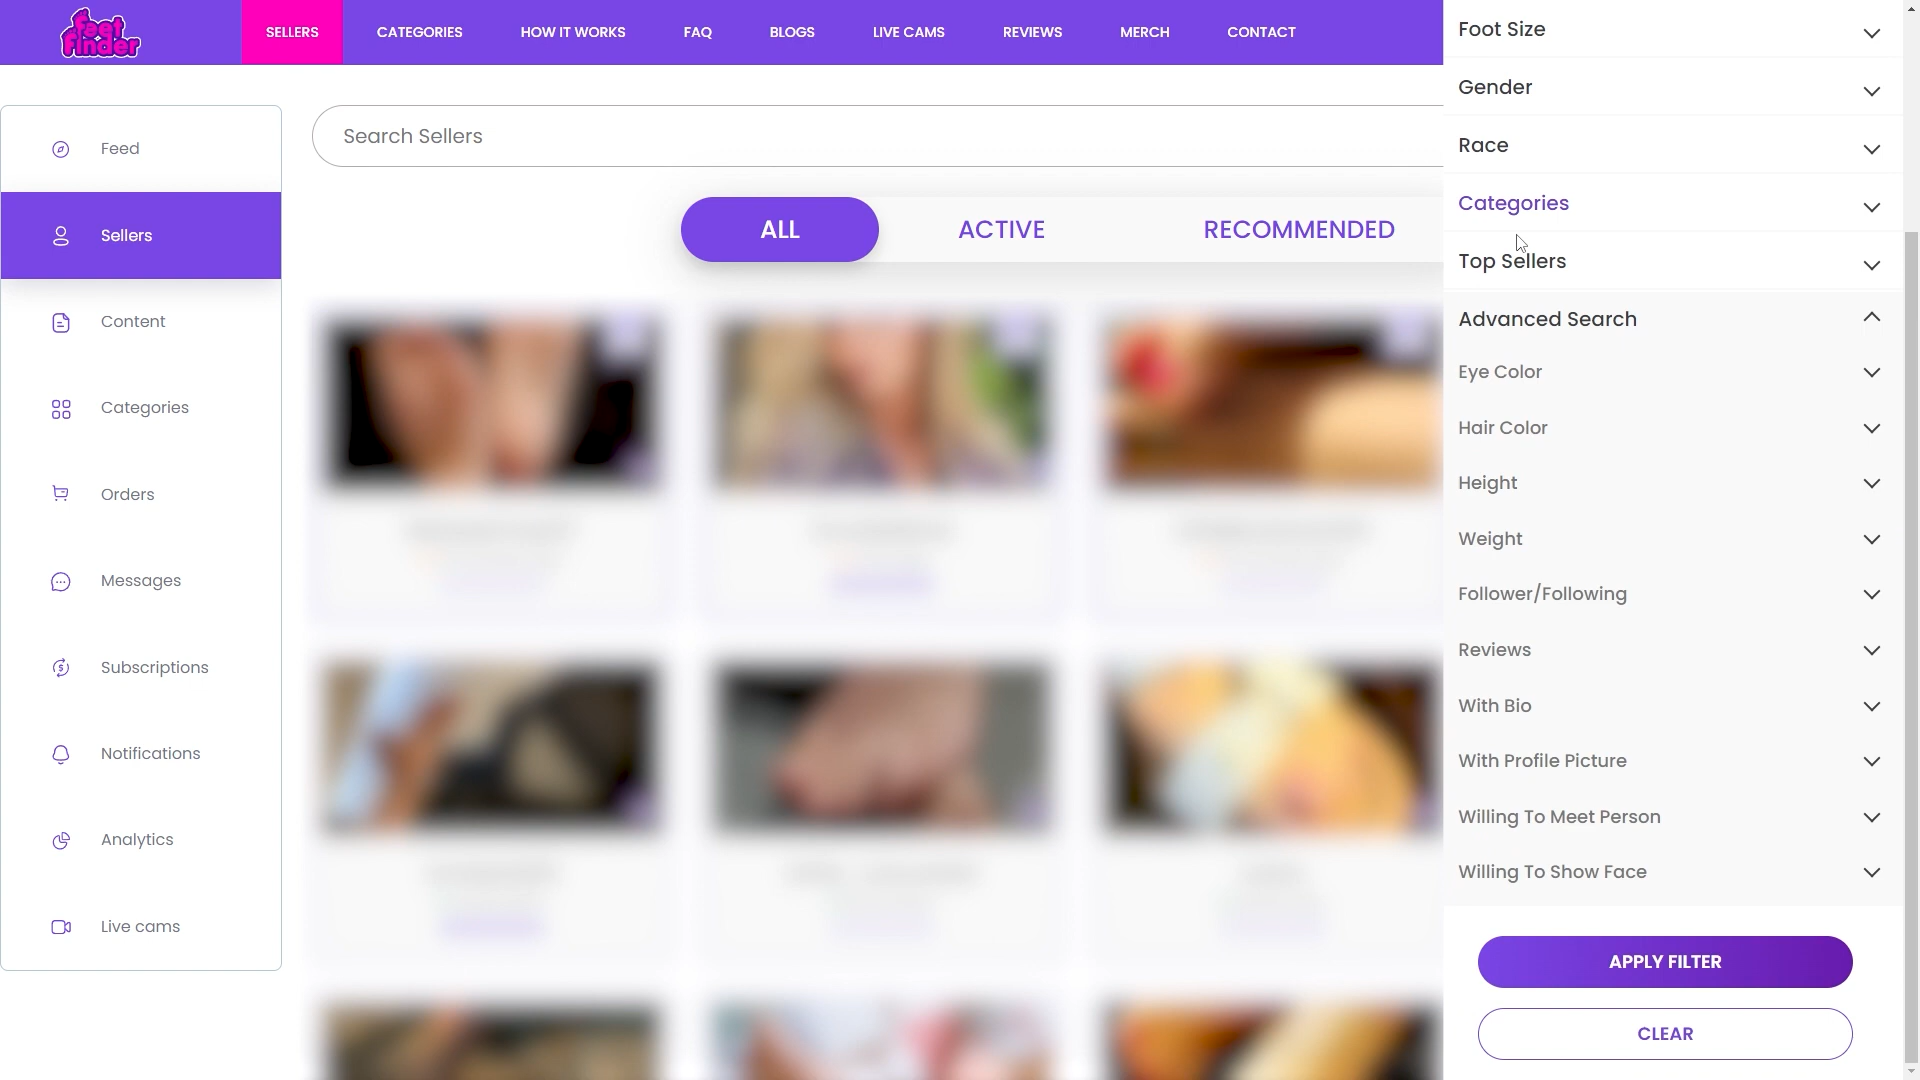 feet
finder
SELLERS
CATEGORIES
HOW IT WORKS
FAQ
BLOGS
LIVE CAMS
REVIEWS
MERCH
CONTACT
Feed
Sellers
Content
Categories
Orders
Messages
Subscriptions
Notifications
Analytics
Live cams
Search Sellers
ALL
ACTIVE
RECOMMENDED
Foot Size
Gender
Race
Categories
Top Sellers
Advanced Search
Eye Color
Hair Color
Height
Weight
Follower/Following
Reviews
With Bio
With Profile Picture
Willing To Meet Person
Willing To Show Face
APPLY FILTER
CLEAR